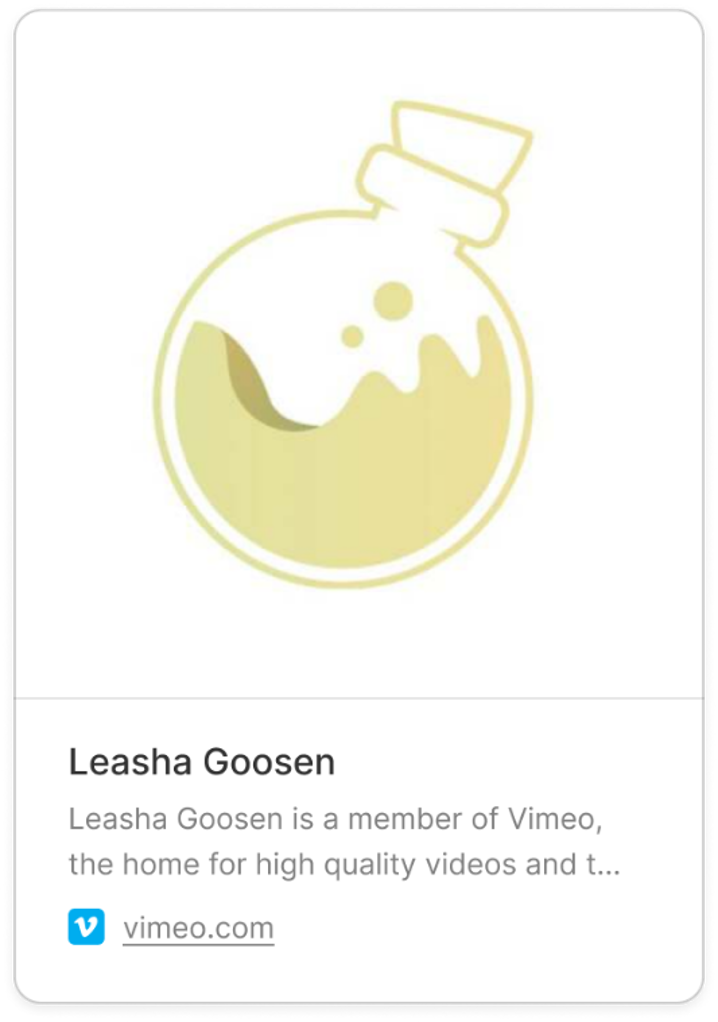 Leasha Goosen
Leasha Goosen is a member of Vimeo,
the home for high quality videos and t...
vimeo.com